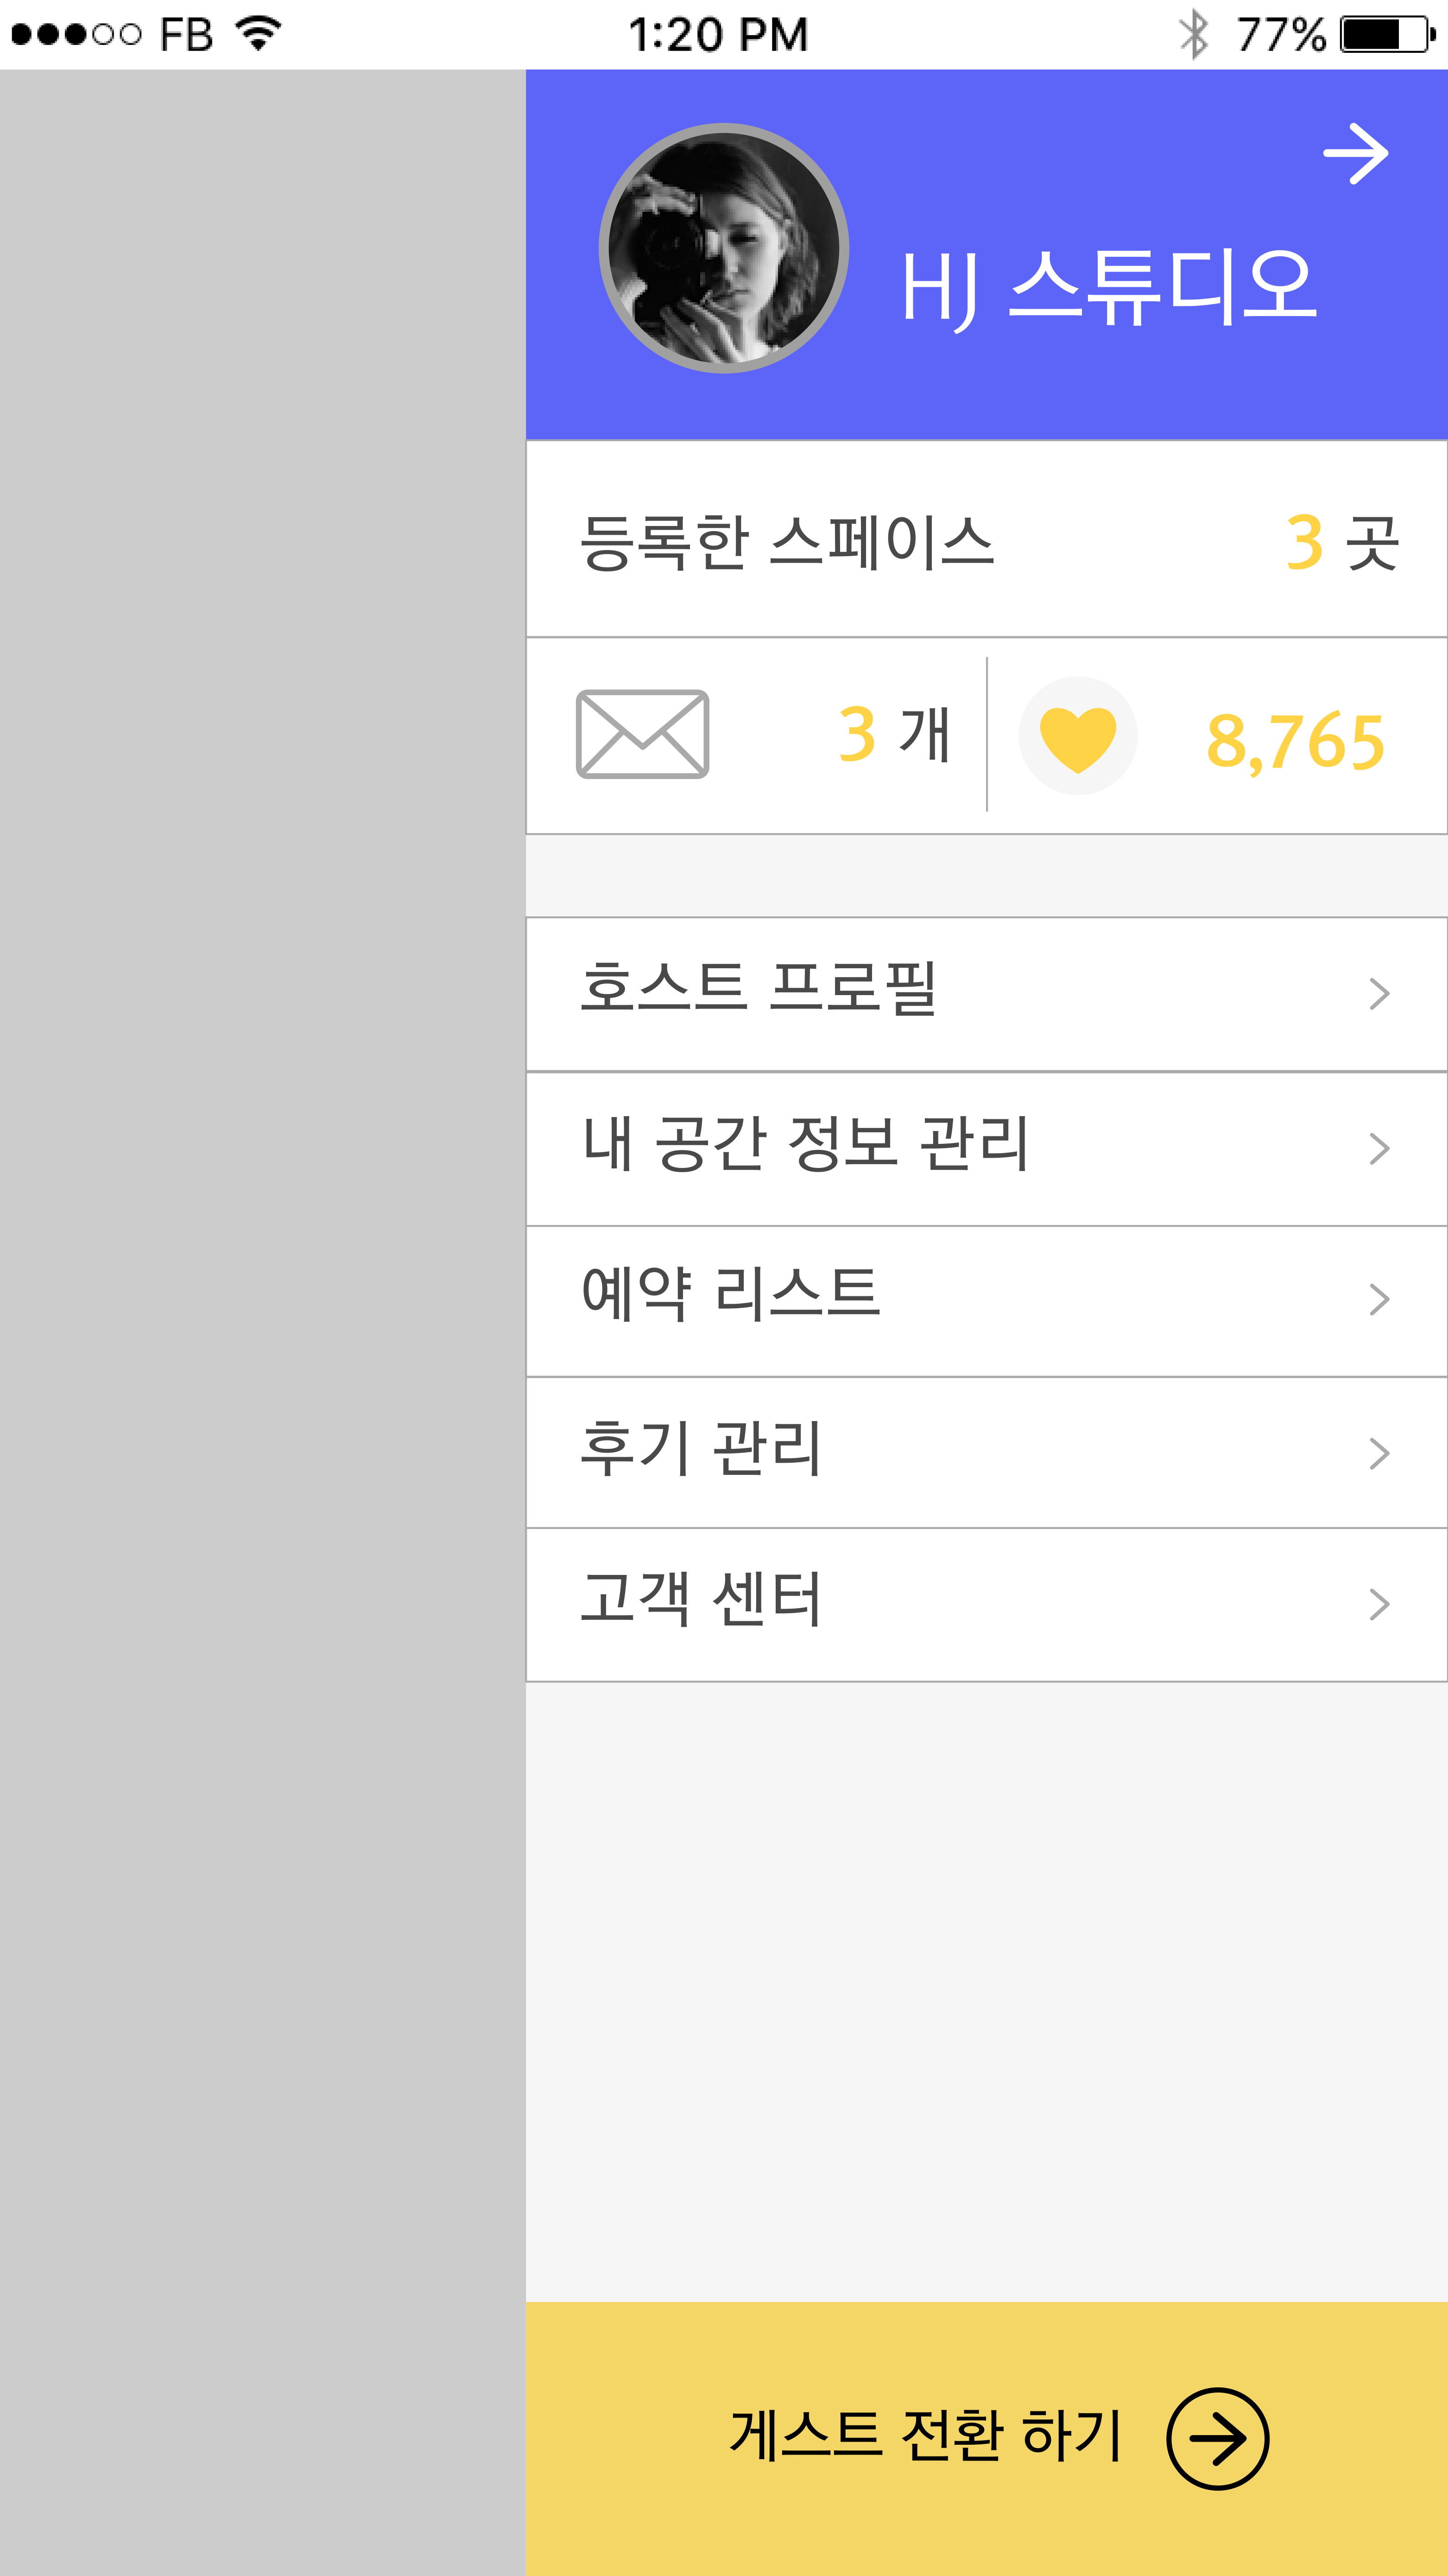 FB 1:20 PM 77%
HJ 스튜디오
등록한 스페이스 3 곳
3 개 8,765
호스트 프로필
내 공간 정보 관리
예약 리스트
후기 관리
고객 센터
게스트 전환 하기